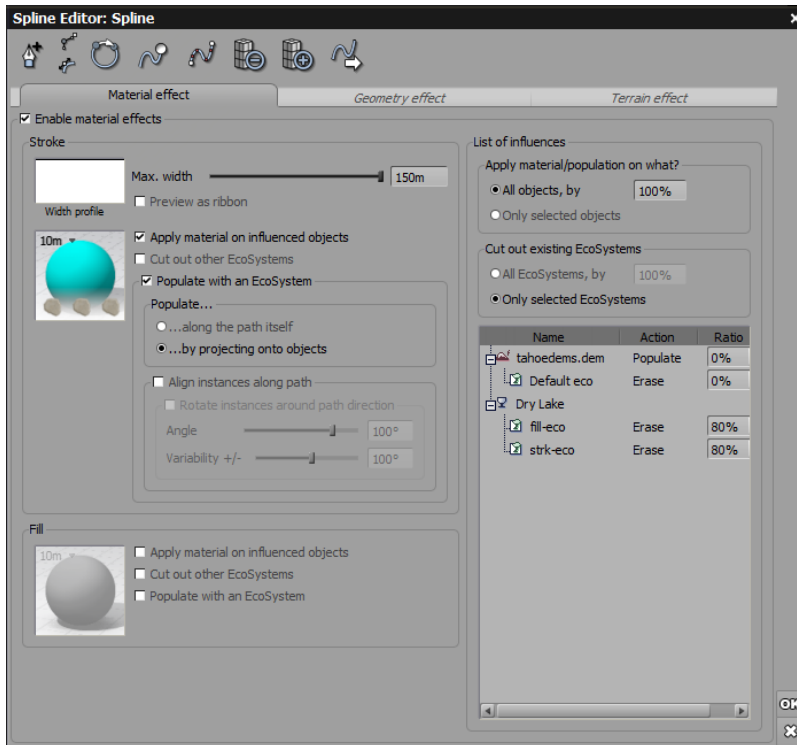 Spline Editor: Spline
Material effect
Geometry effect
Terrain effect
Enable material effects
Stroke
Max. width
150m
Width profile
Preview as ribbon
10m
Apply material on influenced objects
Cut out other EcoSystems
Populate with an EcoSystem
Populate...
...along the path itself
...by projecting onto objects
Align instances along path
Rotate instances around path direction
Angle
100°
Variability +/-
100°
Fill
10m
Apply material on influenced objects
Cut out other EcoSystems
Populate with an EcoSystem
List of influences
Apply material/population on what?
All objects, by 100%
Only selected objects
Cut out existing EcoSystems
All EcoSystems, by 100%
Only selected EcoSystems
Name Action Ratio
tahoedems.dem Populate 0%
Default eco Erase 0%
Dry Lake
fill-eco Erase 80%
strk-eco Erase 80%
OK